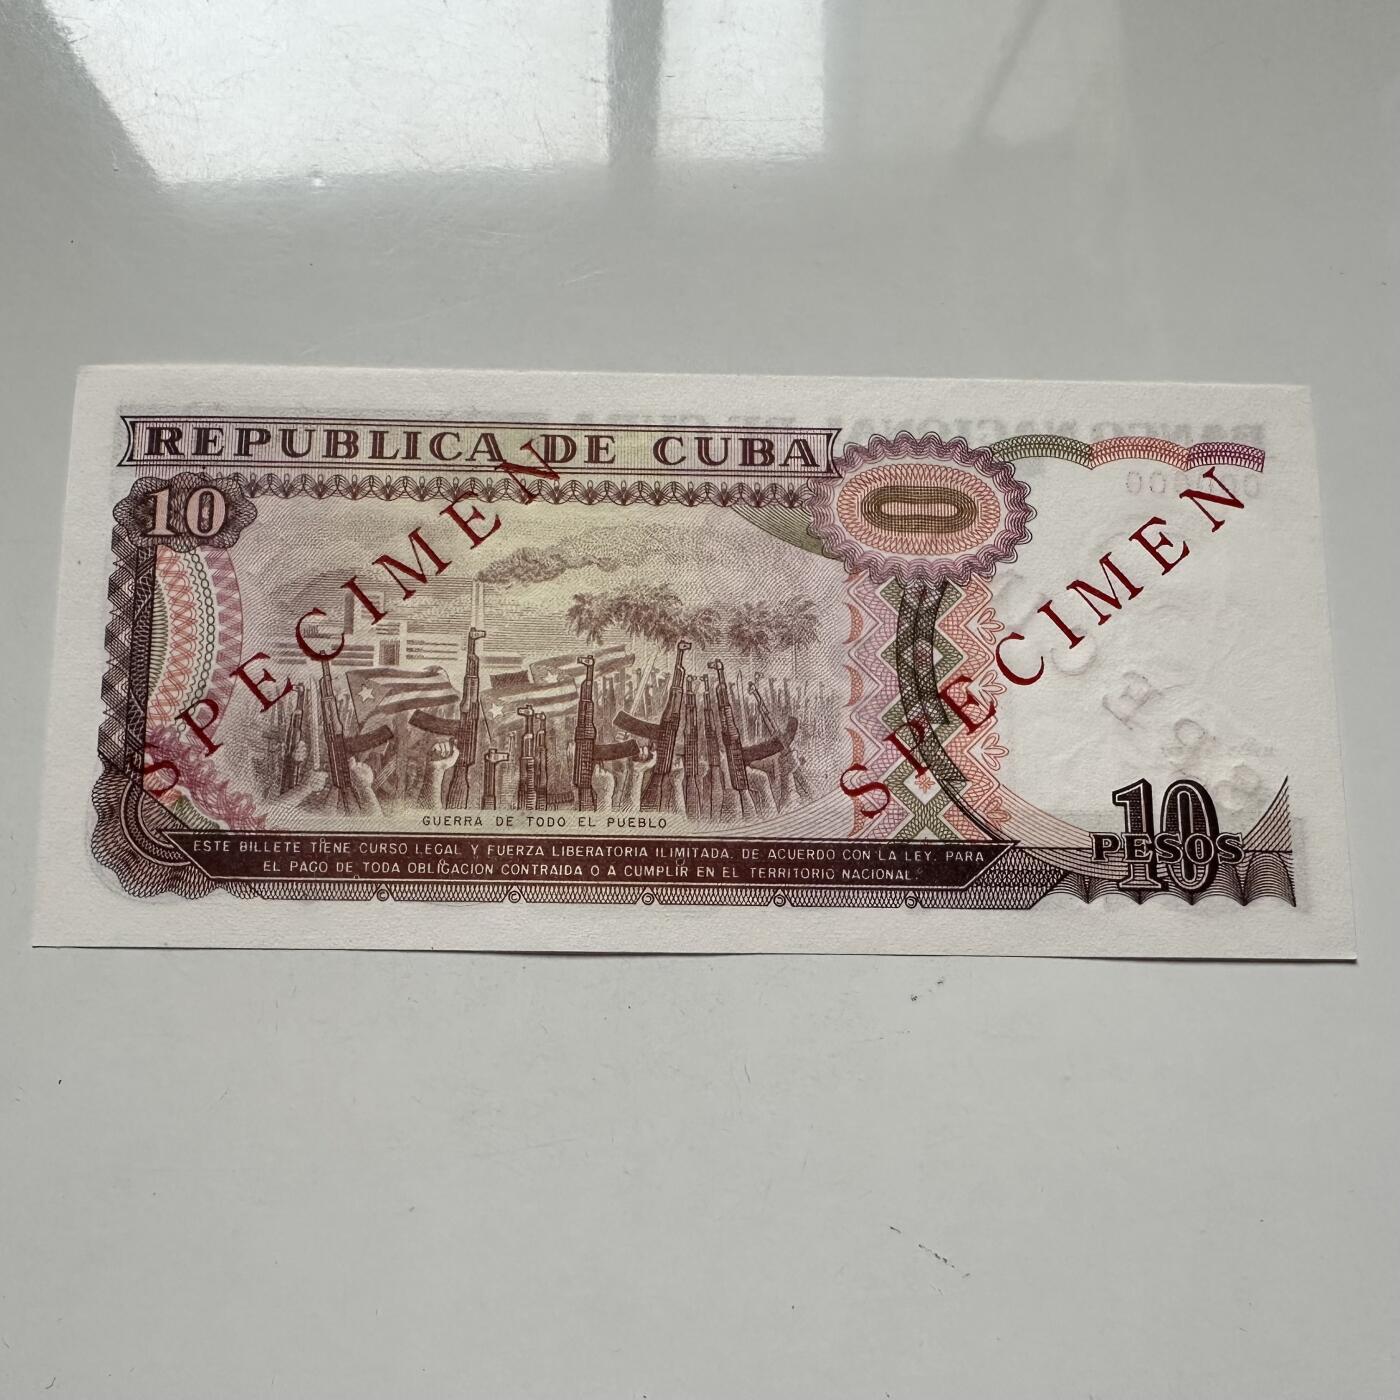 REPUBLICA DE CUBA
10
SPECIMEN
SPECIMEN
GUERRA DE TODO EL PUEBLO
ESTE BILLETE TIENE CURSO LEGAL Y FUERZA LIBERATORIA ILIMITADA, DE ACUERDO CON LA LEY, PARA
EL PAGO DE TODA OBLIGACION CONTRAIDA O A CUMPLIR EN EL TERRITORIO NACIONAL.
10
PESOS